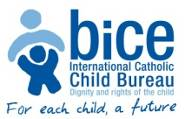 bice
International Catholic
Child Bureau
Dignity and rights of the child
For each child, a future